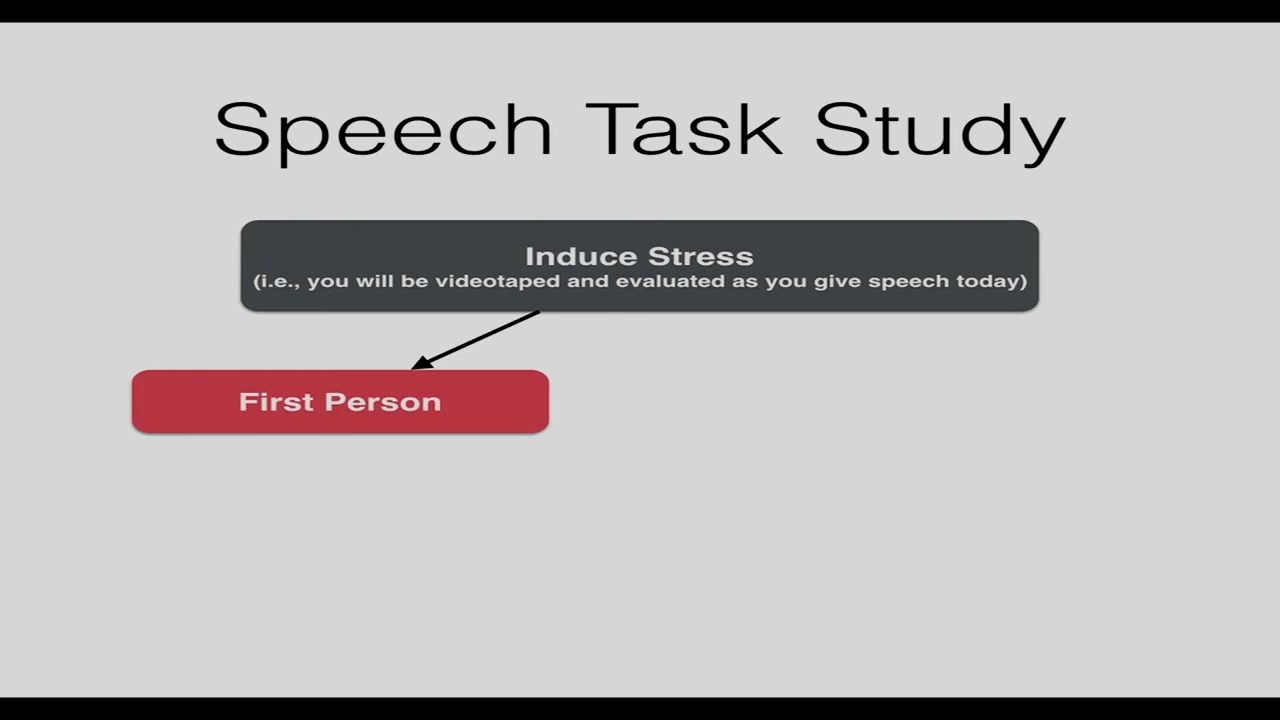 Speech Task Study
Induce Stress
(i.e., you will be videotaped and evaluated as you give speech today)
First Person